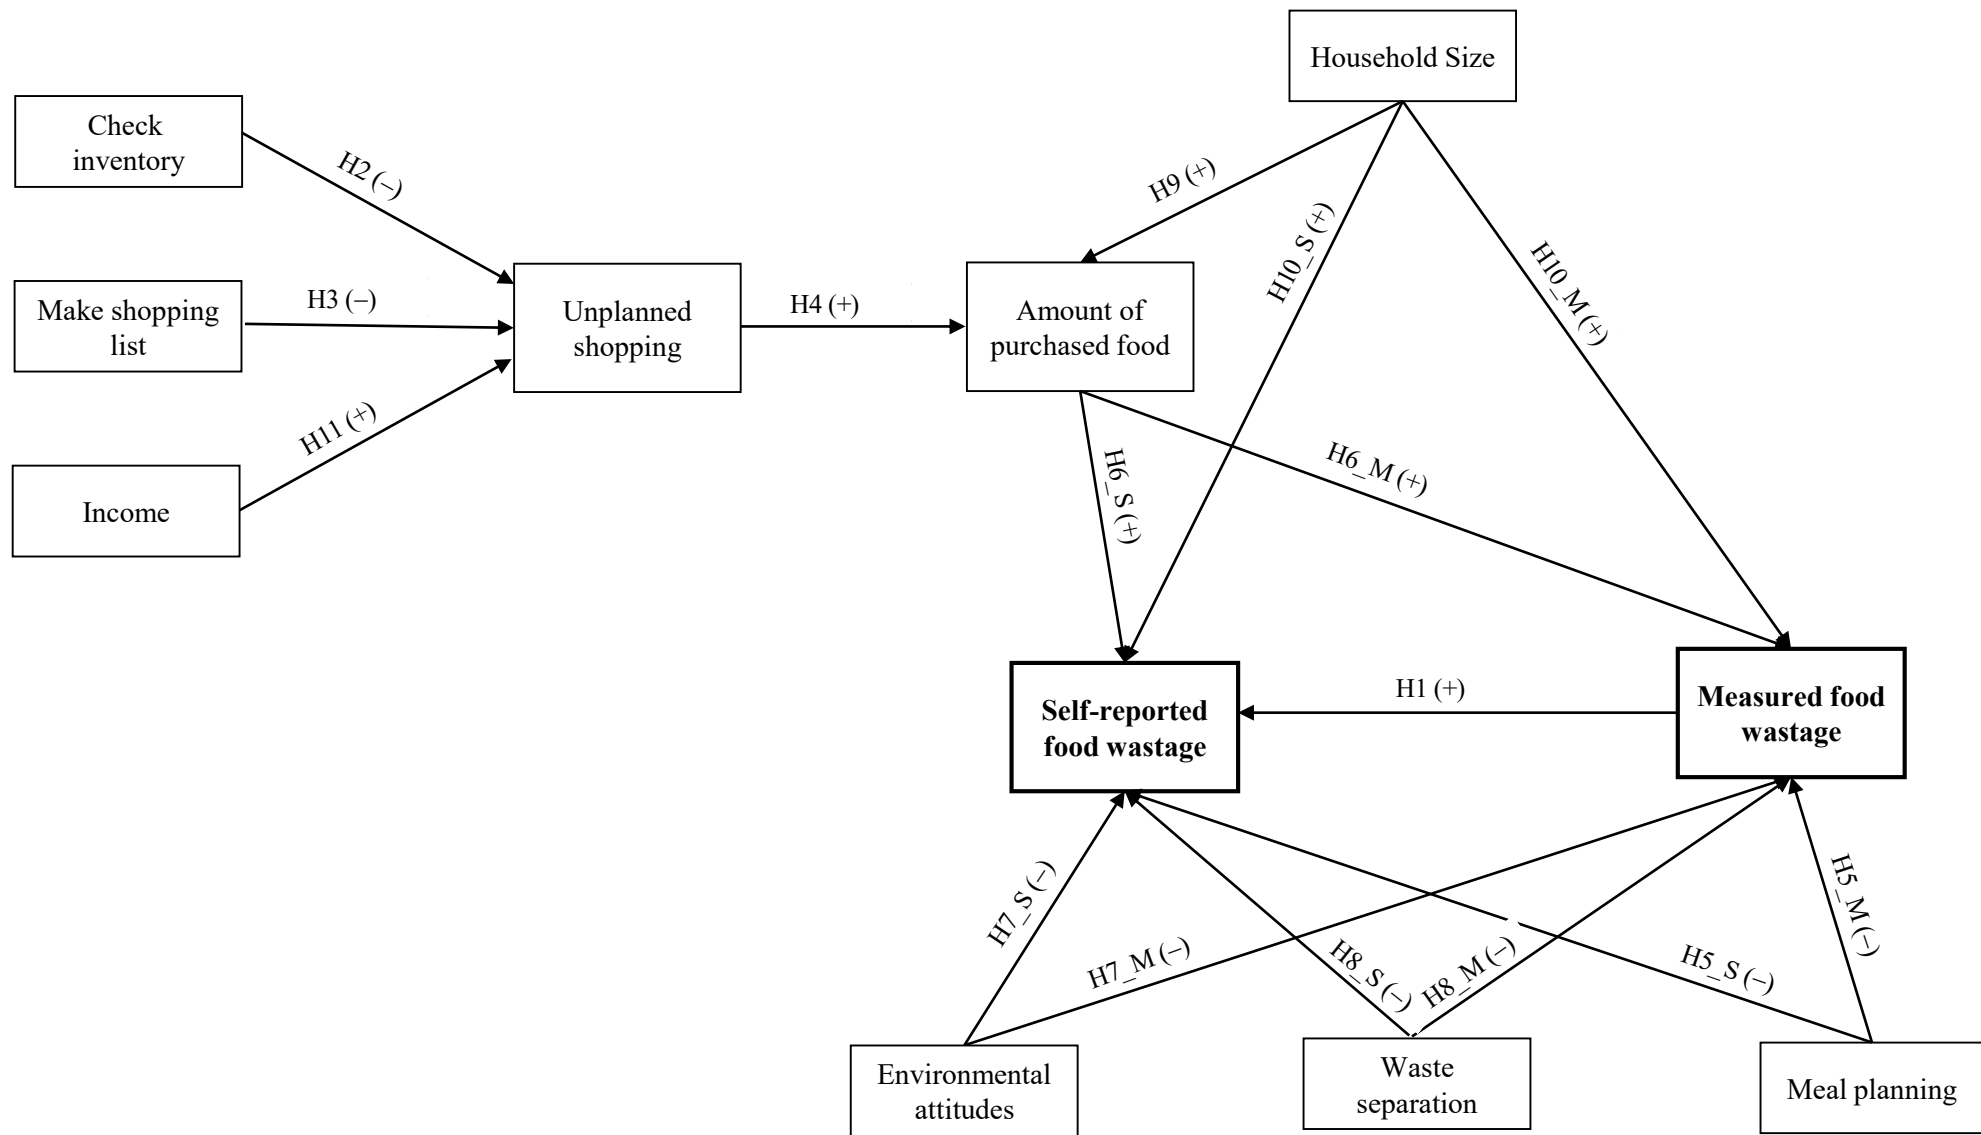 Household Size
Check
inventory
H2 (–)
H9 (+)
H10_S (+)
H10_M (+)
Make shopping
list
H3 (–)
Unplanned
shopping
H4 (+)
Amount of
purchased food
H11 (+)
Income
H6_S (+)
H6_M (+)
Self-reported
food wastage
H1 (+)
Measured food
wastage
H7_S (–)
H7_M (–)
H8_S (–)
H8_M (–)
H5_S (–)
H5_M (–)
Environmental
attitudes
Waste
separation
Meal planning